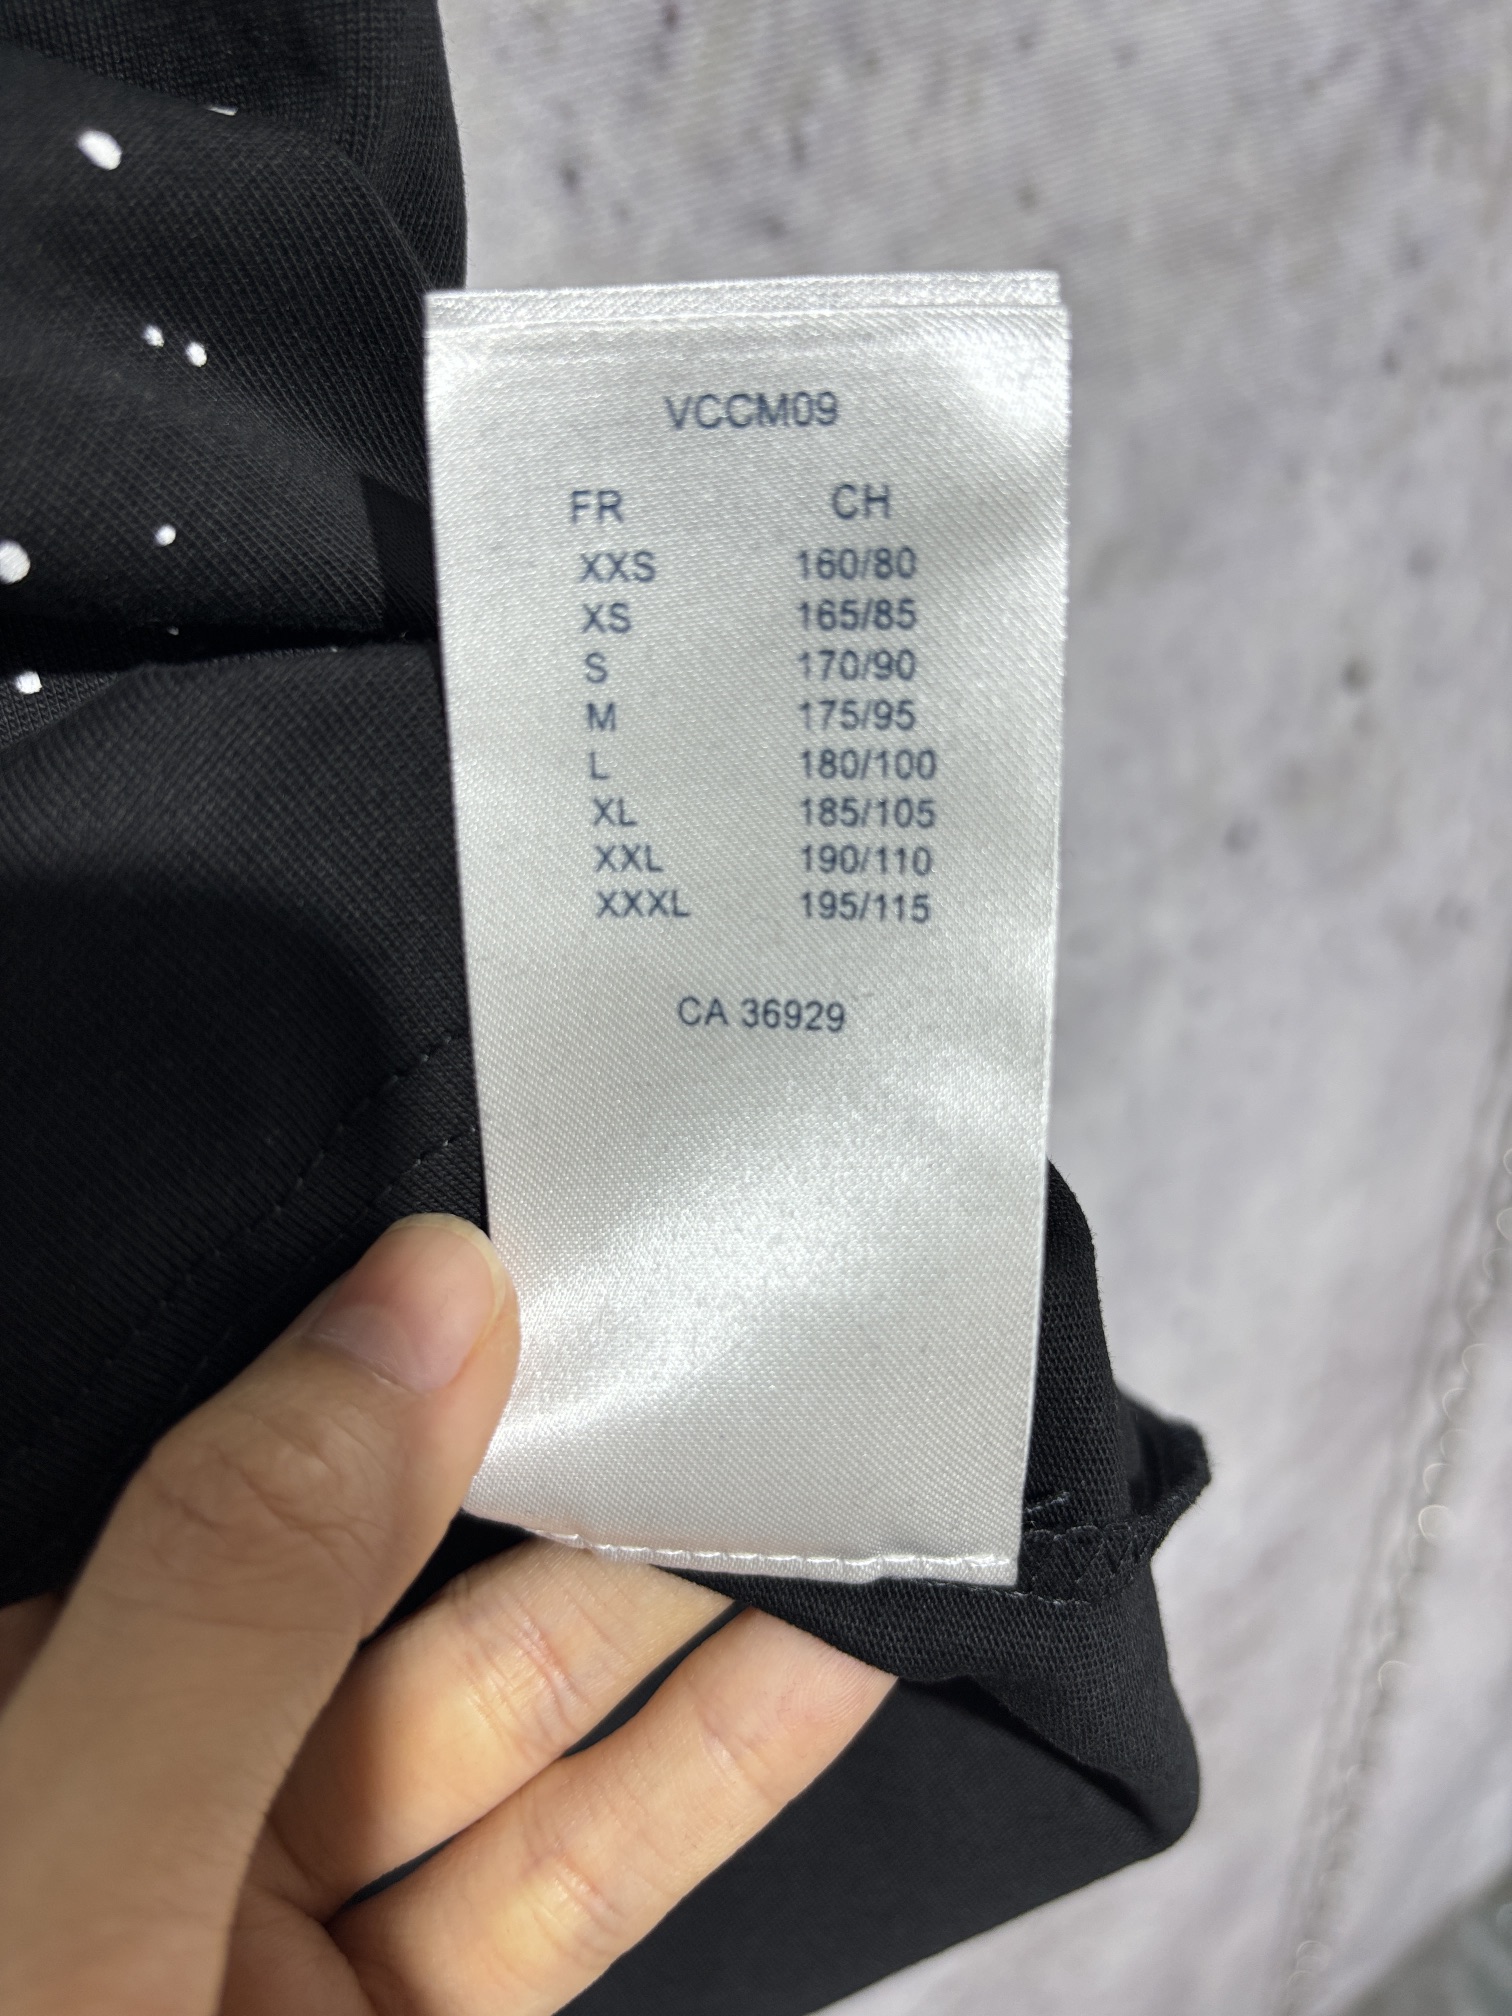 VCCM09
FR CH
XXS 160/80
XS 165/85
S 170/90
M 175/95
L 180/100
XL 185/105
XXL 190/110
XXXL 195/115
CA 36929